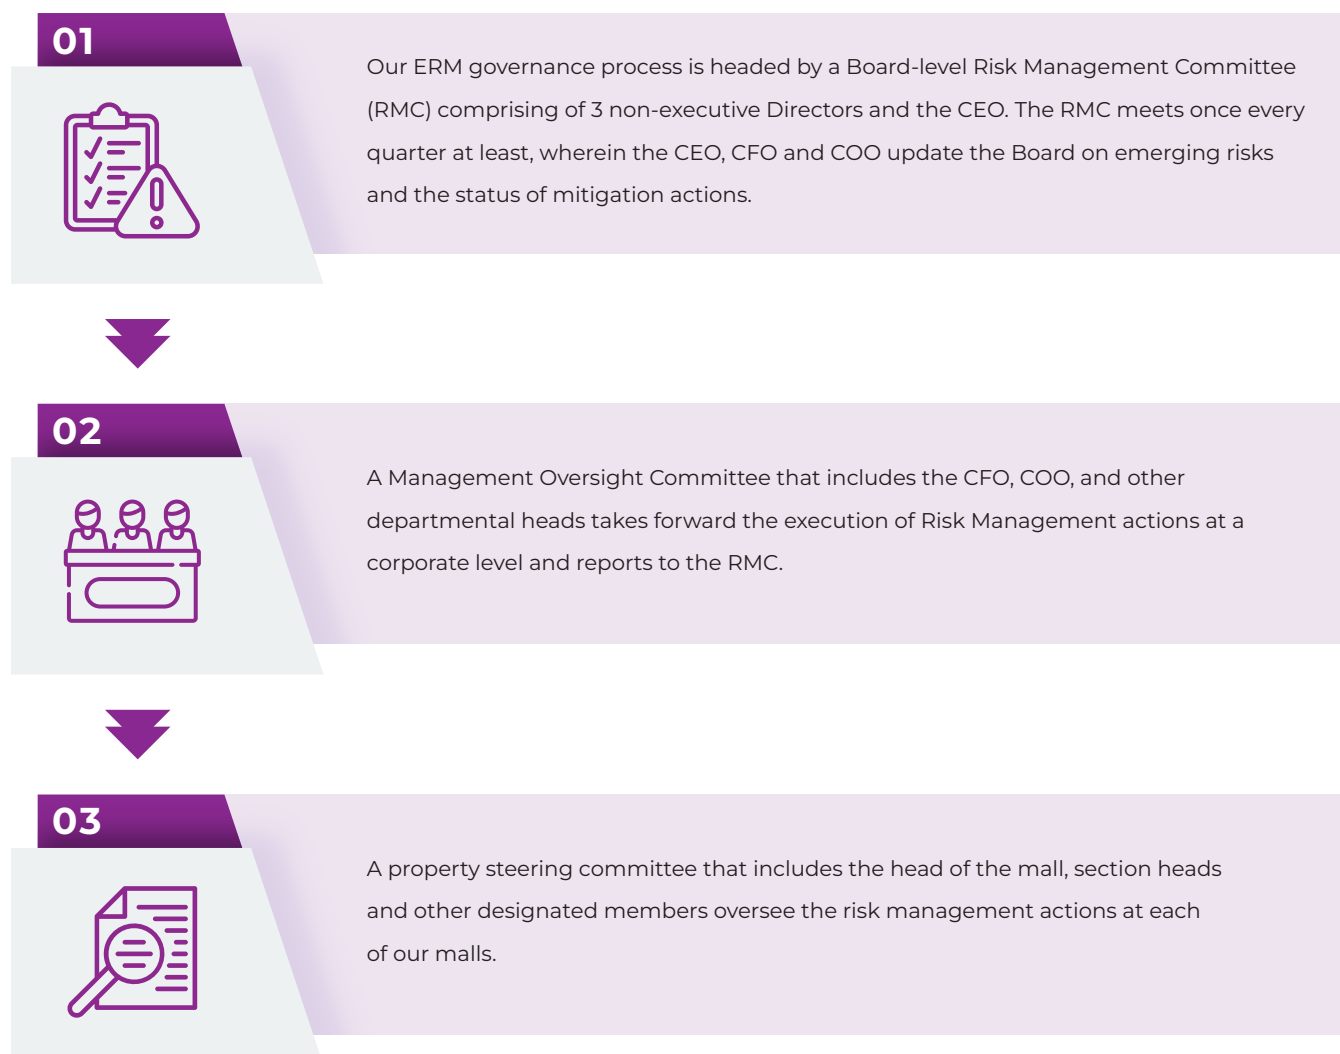 01
Our ERM governance process is headed by a Board-level Risk Management Committee
(RMC) comprising of 3 non-executive Directors and the CEO. The RMC meets once every
quarter at least, wherein the CEO, CFO and COO update the Board on emerging risks
and the status of mitigation actions.
02
A Management Oversight Committee that includes the CFO, COO, and other
departmental heads takes forward the execution of Risk Management actions at a
corporate level and reports to the RMC.
03
A property steering committee that includes the head of the mall, section heads
and other designated members oversee the risk management actions at each
of our malls.